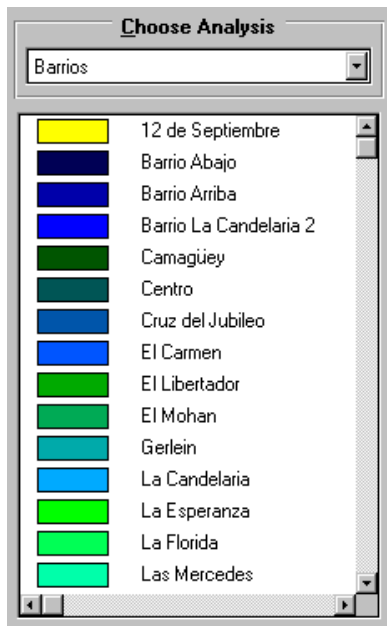 Choose Analysis
Barrios
12 de Septiembre
Barrio Abajo
Barrio Arriba
Barrio La Candelaria 2
Camagüey
Centro
Cruz del Jubileo
El Carmen
El Libertador
El Mohan
Gerlein
La Candelaria
La Esperanza
La Florida
Las Mercedes